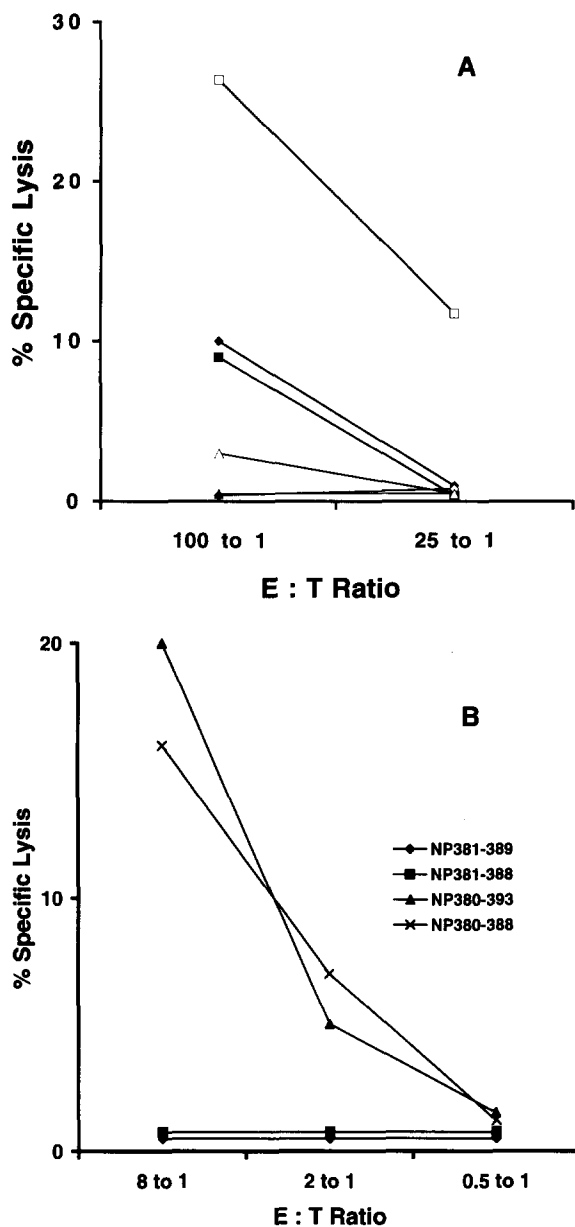 A
30
20
10
0
% Specific Lysis
100 to 1
25 to 1
E : T Ratio
B
20
10
0
% Specific Lysis
NP381-389
NP381-388
NP380-393
NP380-388
8 to 1
2 to 1
0.5 to 1
E : T Ratio